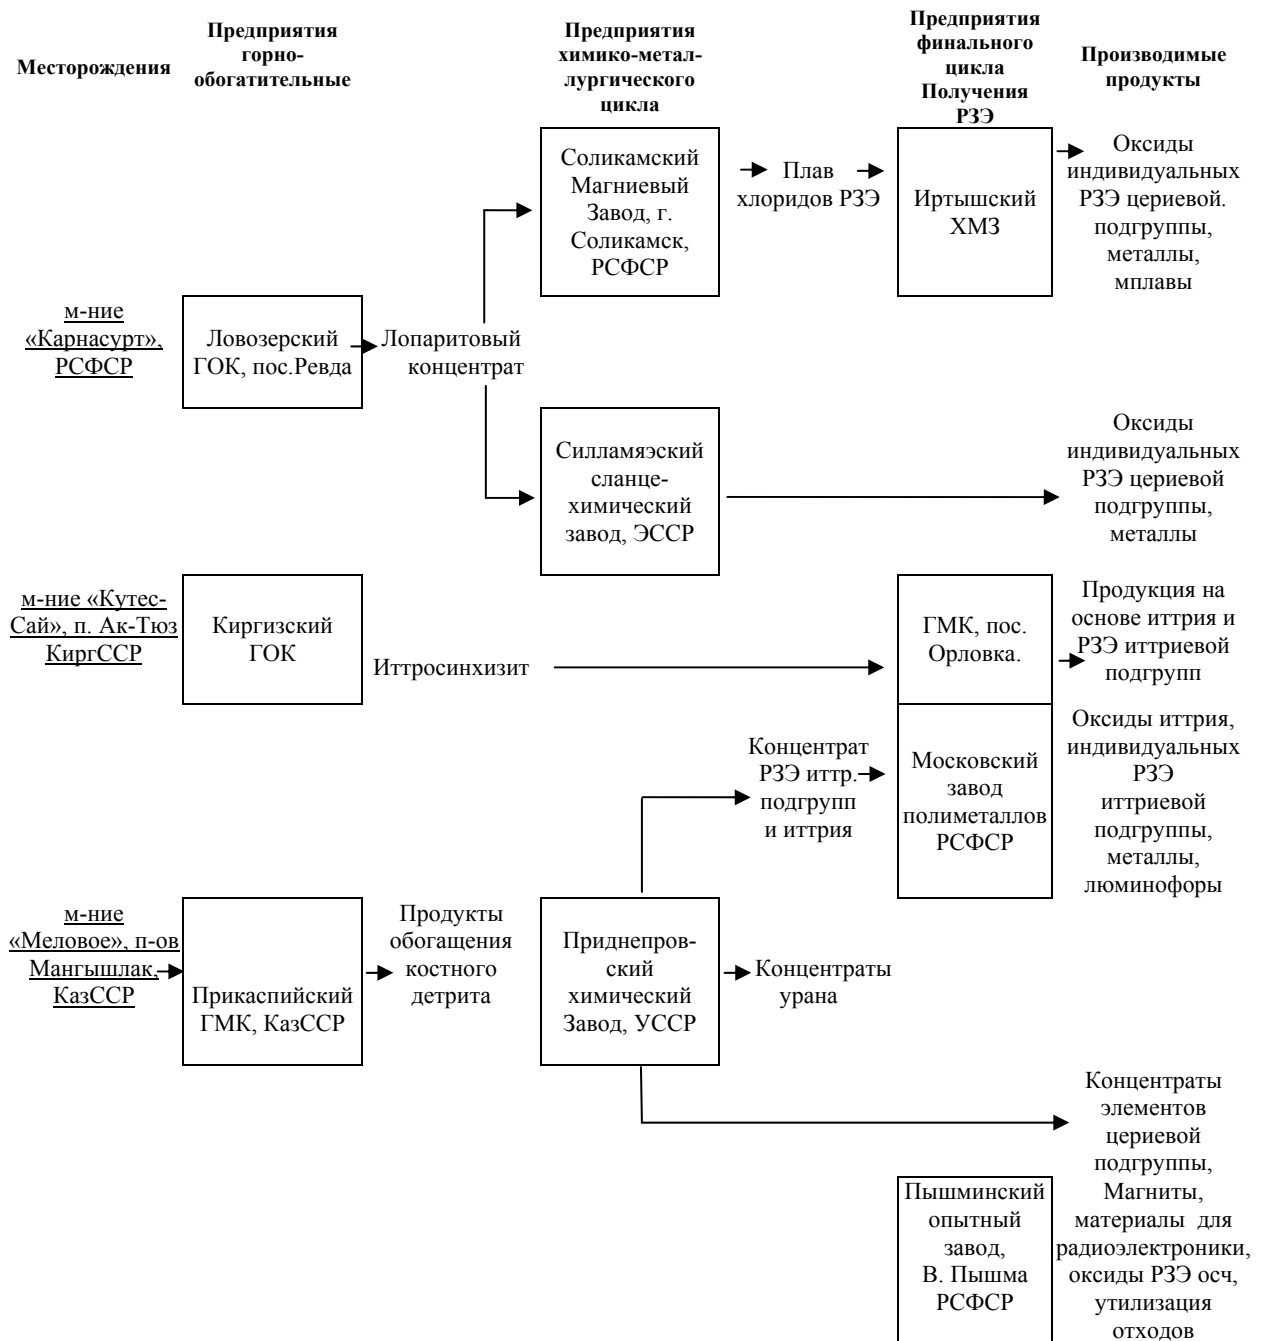 Месторождения
Предприятия
горно-
обогатительные
Предприятия
химико-метал-
лургического
цикла
Предприятия
финального
цикла
Получения
РЗЭ
Производимые
продукты
Соликамский
Магниевый
Завод, г.
Соликамск,
РСФСР
Плав
хлоридов РЗЭ
Иртышский
ХМЗ
Оксиды
индивидуальных
РЗЭ цериевой.
подгруппы,
металлы,
мплавы
м-ние
«Карнасурт»,
РСФСР
Ловозерский
ГОК, пос.Ревда
Лопаритовый
концентрат
Силламяэский
сланце-
химический
завод, ЭССР
Оксиды
индивидуальных
РЗЭ цериевой
подгруппы,
металлы
м-ние «Кутес-
Сай», п. Ак-Тюз
КиргССР
Киргизский
ГОК
Иттросинхизит
ГМК, пос.
Орловка.
Продукция на
основе иттрия и
РЗЭ иттриевой
подгрупп
Концентрат
РЗЭ иттр.
подгрупп
и иттрия
Московский
завод
полиметаллов
РСФСР
Оксиды иттрия,
индивидуальных
РЗЭ
иттриевой
подгруппы,
металлы,
люминофоры
м-ние
«Меловое», п-ов
Мангышлак,
КазССР
Прикаспийский
ГМК, КазССР
Продукты
обогащения
костного
детрита
Приднепров-
ский
химический
Завод, УССР
Концентраты
урана
Концентраты
элементов
цериевой
подгруппы,
Пышминский
опытный
завод,
В. Пышма
РСФСР
Магниты,
материалы для
радиоэлектроники,
оксиды РЗЭ осч,
утилизация
отходов